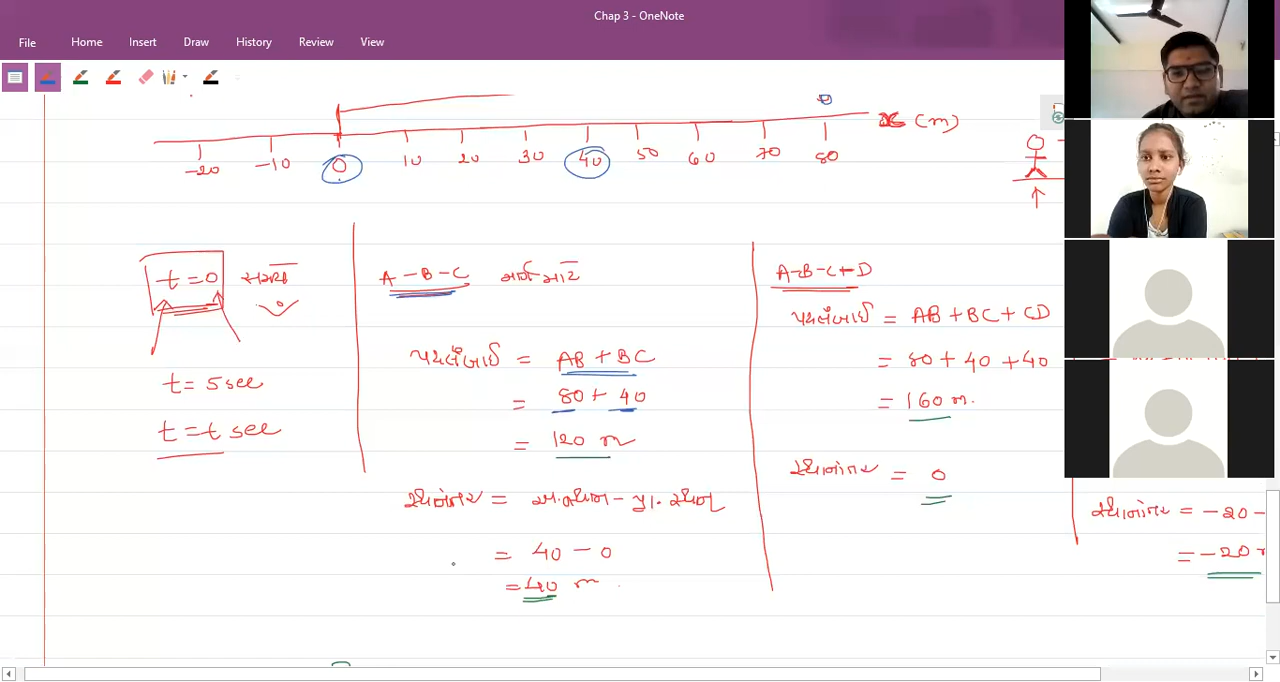 Chap 3 - OneNote
File Home Insert Draw History Review View
x (m)
-20 -10 0 10 20 30 40 50 60 70 80
t = 0 સમય
t = 5 sec
t = t sec
A - B - C માર્ગ માટે
પથલંબાઈ = AB + BC
= 80 + 40
= 120 m
સ્થાનાંતર = અ. સ્થાન - પ્રા. સ્થાન
= 40 - 0
= 40 m
A-B-C-D
પથલંબાઈ = AB + BC + CD
= 80 + 40 + 40
= 160 m.
સ્થાનાંતર = 0
સ્થાનાંતર = -20 -
= -20